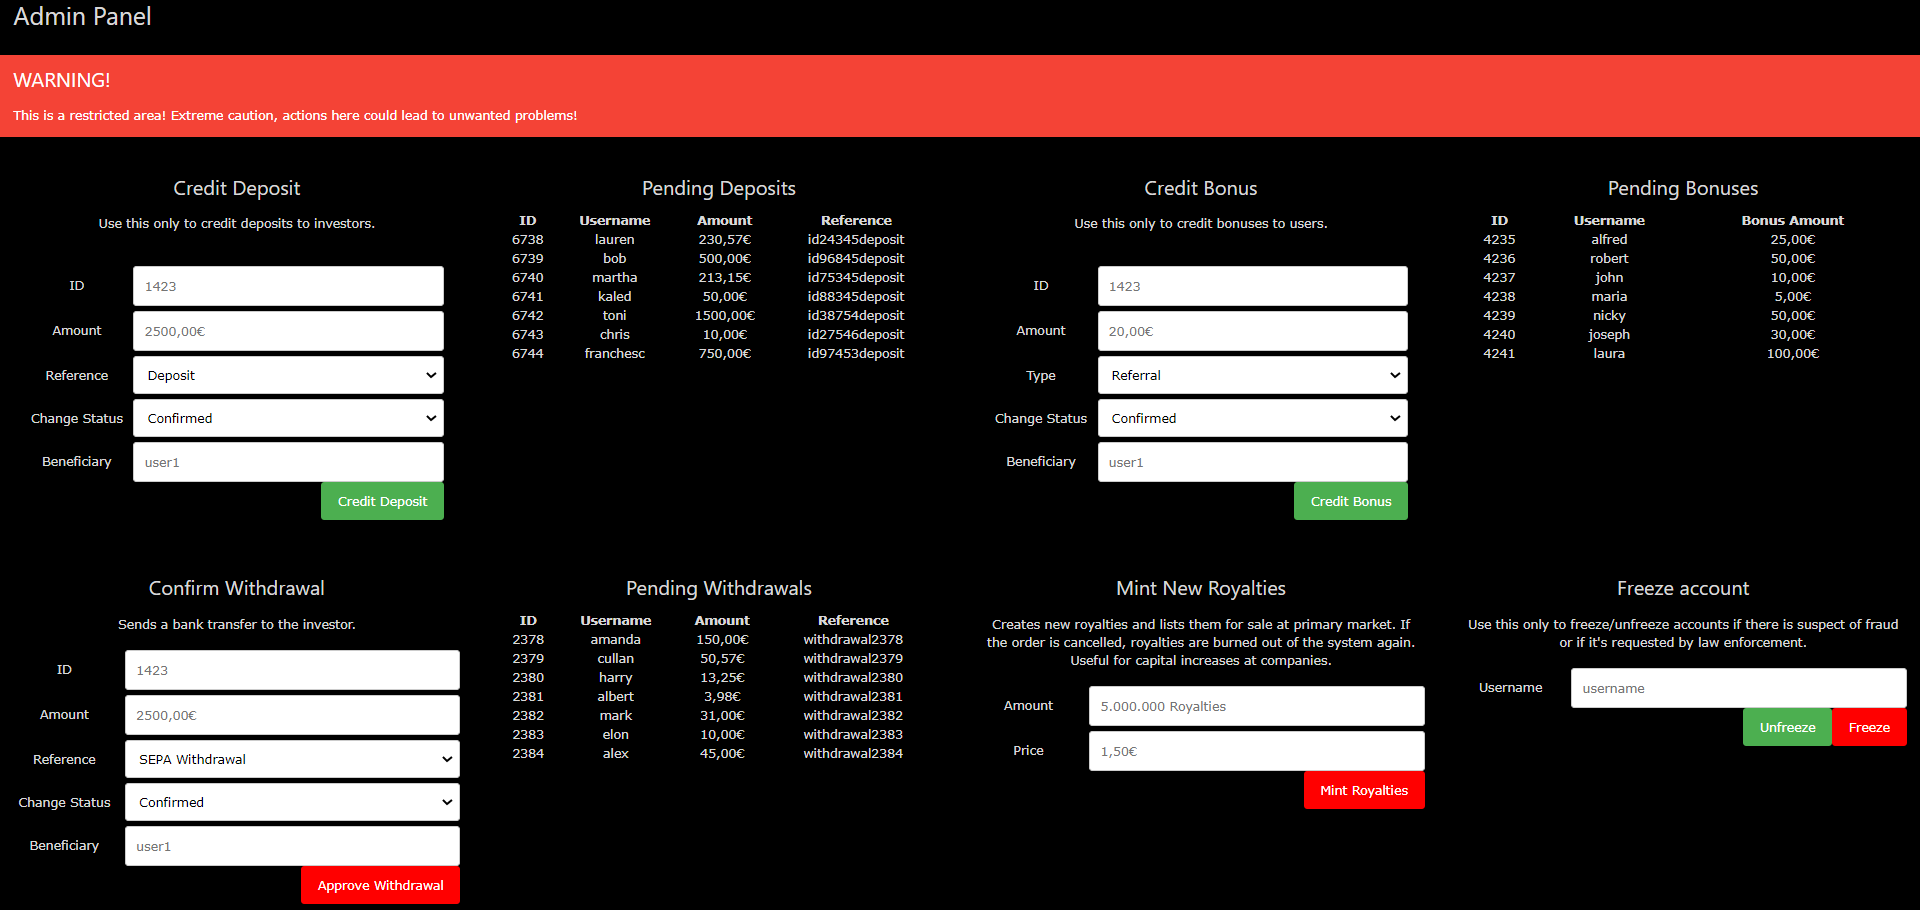 Admin Panel
WARNING!
This is a restricted area! Extreme caution, actions here could lead to unwanted problems!
Credit Deposit
Use this only to credit deposits to investors.
ID 1423
Amount 2500,00€
Reference Deposit
Change Status Confirmed
Beneficiary user1
Credit Deposit
Pending Deposits
ID Username Amount Reference
6738 lauren 230,57€ id24345deposit
6739 bob 500,00€ id96845deposit
6740 martha 213,15€ id75345deposit
6741 kaled 50,00€ id88345deposit
6742 toni 1500,00€ id38754deposit
6743 chris 10,00€ id27546deposit
6744 franchesc 750,00€ id97453deposit
Credit Bonus
Use this only to credit bonuses to users.
ID 1423
Amount 20,00€
Type Referral
Change Status Confirmed
Beneficiary user1
Credit Bonus
Pending Bonuses
ID Username Bonus Amount
4235 alfred 25,00€
4236 robert 50,00€
4237 john 10,00€
4238 maria 5,00€
4239 nicky 50,00€
4240 joseph 30,00€
4241 laura 100,00€
Confirm Withdrawal
Sends a bank transfer to the investor.
ID 1423
Amount 2500,00€
Reference SEPA Withdrawal
Change Status Confirmed
Beneficiary user1
Approve Withdrawal
Pending Withdrawals
ID Username Amount Reference
2378 amanda 150,00€ withdrawal2378
2379 cullan 50,57€ withdrawal2379
2380 harry 13,25€ withdrawal2380
2381 albert 3,98€ withdrawal2381
2382 mark 31,00€ withdrawal2382
2383 elon 10,00€ withdrawal2383
2384 alex 45,00€ withdrawal2384
Mint New Royalties
Creates new royalties and lists them for sale at primary market. If
the order is cancelled, royalties are burned out of the system again.
Useful for capital increases at companies.
Amount 5.000.000 Royalties
Price 1,50€
Mint Royalties
Freeze account
Use this only to freeze/unfreeze accounts if there is suspect of fraud
or if it's requested by law enforcement.
Username username
Unfreeze Freeze